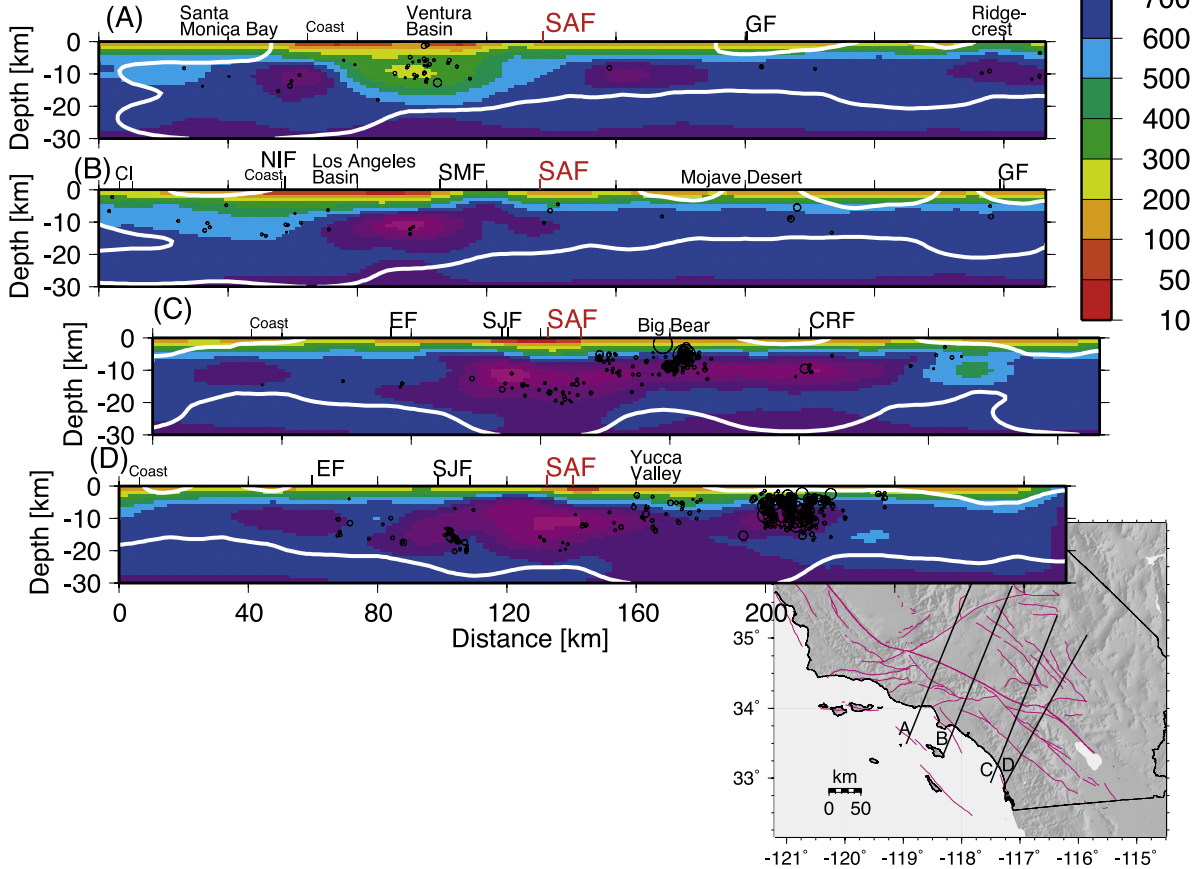 (A)
Santa
Monica Bay
Coast
Ventura
Basin
SAF
GF
Ridge-
crest
0
-10
-20
-30
Depth [km]
(B)
CI
NIF
Coast
Los Angeles
Basin
SMF
SAF
Mojave Desert
GF
0
-10
-20
-30
Depth [km]
700
600
500
400
300
200
100
50
10
(C)
Coast
EF
SJF
SAF
Big Bear
CRF
0
-10
-20
-30
Depth [km]
(D)
Coast
EF
SJF
SAF
Yucca
Valley
0
-10
-20
-30
Depth [km]
0 40 80 120 160 200
Distance [km]
35°
34°
33°
A
B
C
D
km
0 50
-121 -120 -119 -118 -117 -116 -115